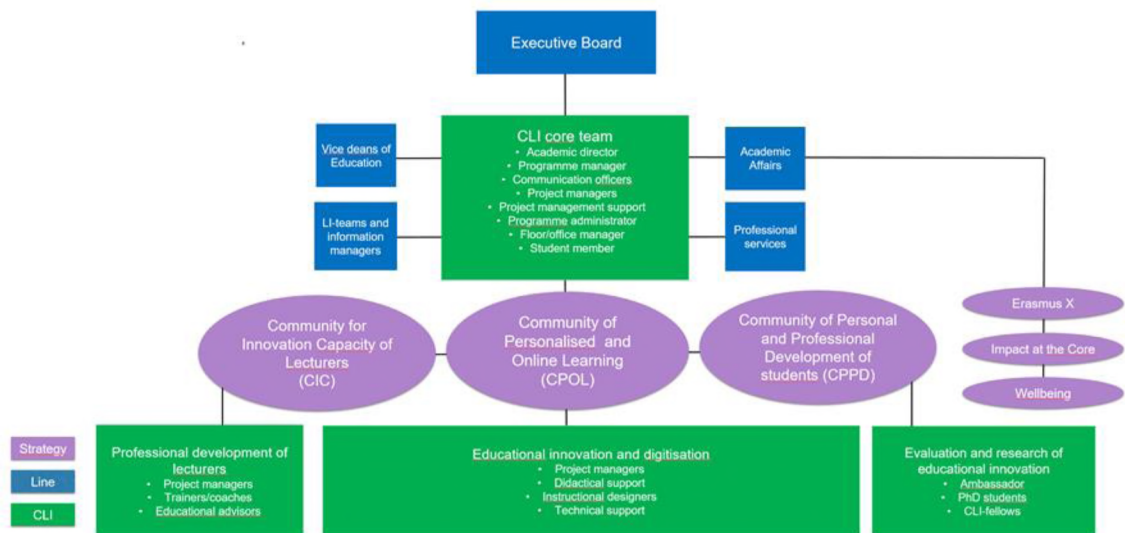 Executive Board
CLI core team
• Academic director
• Programme manager
• Communication officers
• Project managers
• Project management support
• Programme administrator
• Floor/office manager
• Student member
Vice deans of
Education
LI-teams and
information
managers
Academic
Affairs
Professional
services
Community for
Innovation Capacity of
Lecturers
(CIC)
Community of
Personalised and
Online Learning
(CPOL)
Community of Personal
and Professional
Development of
students (CPPD)
Erasmus X
Impact at the Core
Wellbeing
Strategy
Line
CLI
Professional development of
lecturers
• Project managers
• Trainers/coaches
• Educational advisors
Educational innovation and digitisation
• Project managers
• Didactical support
• Instructional designers
• Technical support
Evaluation and research of
educational innovation
• Ambassador
• PhD students
• CLI-fellows